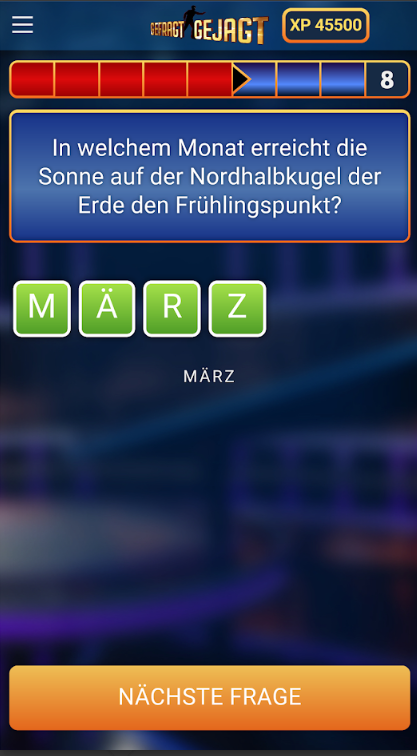 GEFRAGT GEJAGT
XP 45500
8
In welchem Monat erreicht die
Sonne auf der Nordhalbkugel der
Erde den Frühlingspunkt?
M Ä R Z
MÄRZ
NÄCHSTE FRAGE